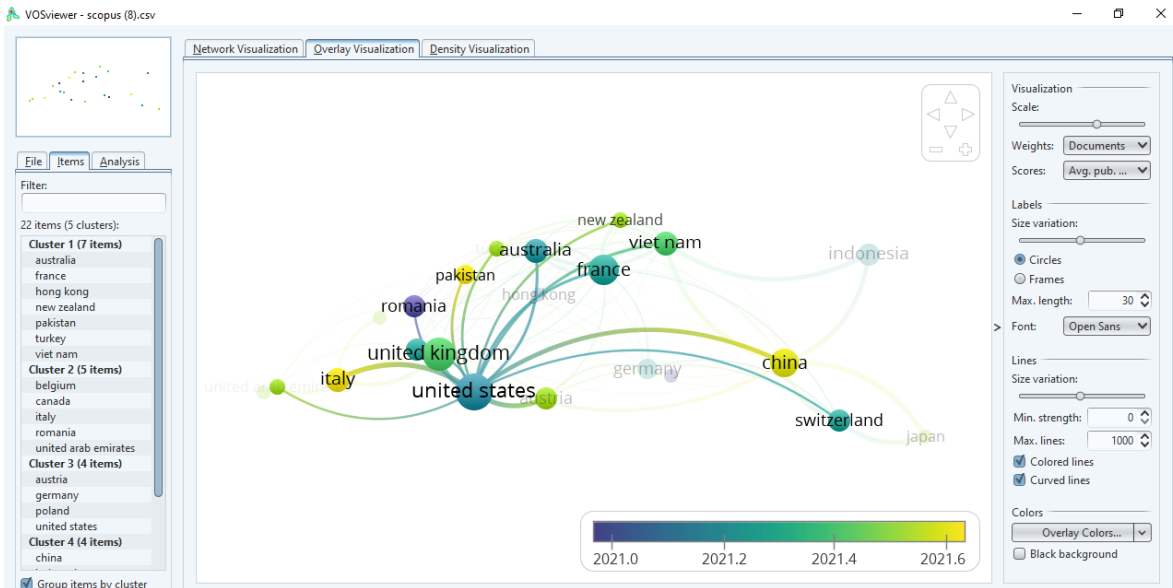 VOSviewer - scopus (8).csv
Network Visualization Overlay Visualization Density Visualization
File Items Analysis
Filter:
22 items (5 clusters):
Cluster 1 (7 items)
australia
france
hong kong
new zealand
pakistan
turkey
viet nam
Cluster 2 (5 items)
belgium
canada
italy
romania
united arab emirates
Cluster 3 (4 items)
austria
germany
poland
united states
Cluster 4 (4 items)
china
Group items by cluster
new zealand
australia
viet nam
indonesia
pakistan
france
hong kong
romania
united kingdom
italy
germany
china
united states
austria
switzerland
japan
2021.0 2021.2 2021.4 2021.6
Visualization
Scale:
Weights: Documents
Scores: Avg. pub. ...
Labels
Size variation:
Circles
Frames
Max. length: 30
Font: Open Sans
Lines
Size variation:
Min. strength: 0
Max. lines: 1000
Colored lines
Curved lines
Colors
Overlay Colors...
Black background